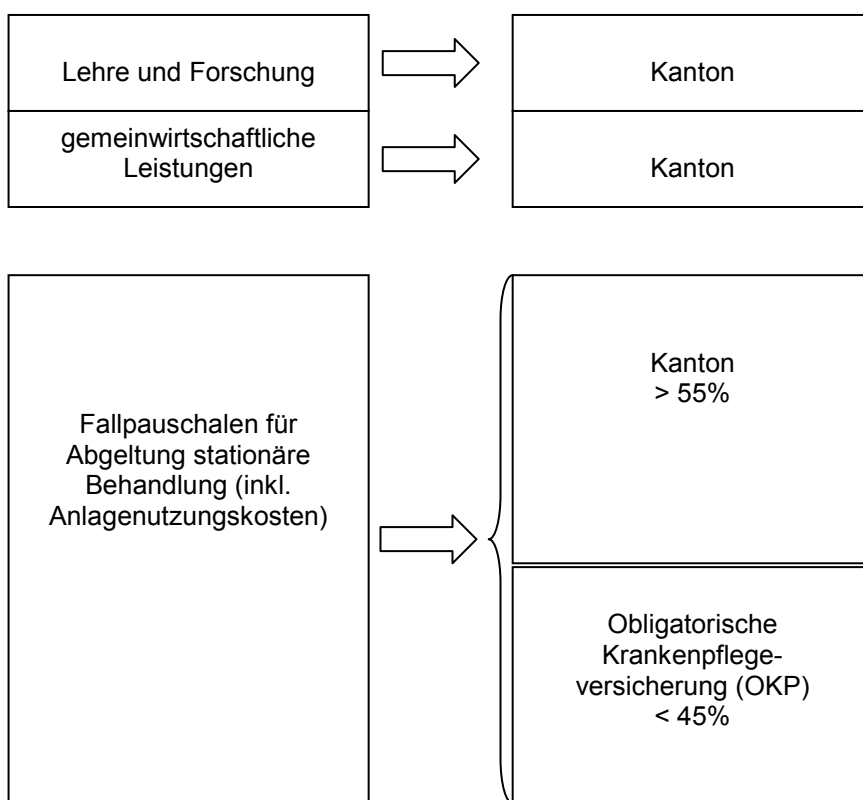 Lehre und Forschung
Kanton
gemeinwirtschaftliche
Leistungen
Kanton
Fallpauschalen für
Abgeltung stationäre
Behandlung (inkl.
Anlagenutzungskosten)
Kanton
> 55%
Obligatorische
Krankenpflege-
versicherung (OKP)
< 45%